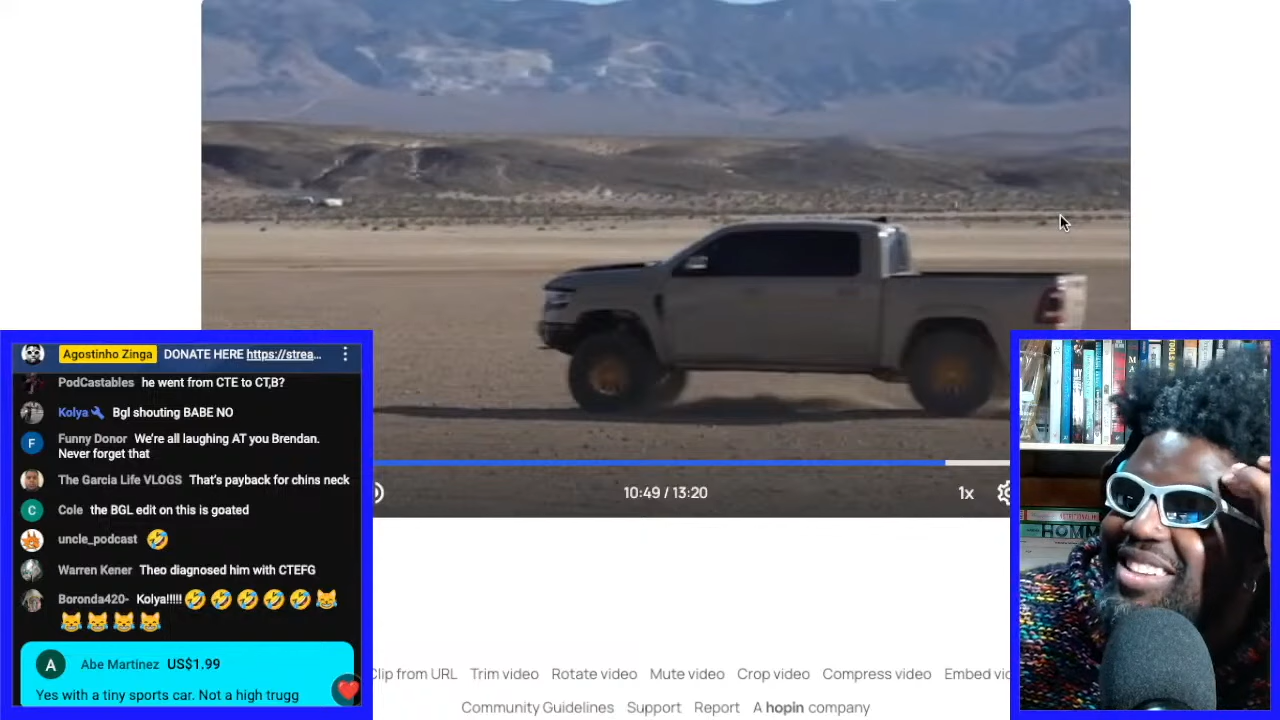 Agostinho Zinga DONATE HERE https://strea...
PodCastables he went from CTE to CT,B?
Kolya Bgl shouting BABE NO
Funny Donor We're all laughing AT you Brendan.
Never forget that
The Garcia Life VLOGS That's payback for chins neck
Cole the BGL edit on this is goated
uncle_podcast 🤣
Warren Kener Theo diagnosed him with CTEFG
Boronda420- Kolya!!!!! 🤣🤣🤣🤣🤣😹
😹😹😹😹
A Abe Martinez US$1.99
Yes with a tiny sports car. Not a high trugg
10:49 / 13:20
1x
Clip from URL Trim video Rotate video Mute video Crop video Compress video Embed vi
Community Guidelines Support Report A hopin company
HOMM